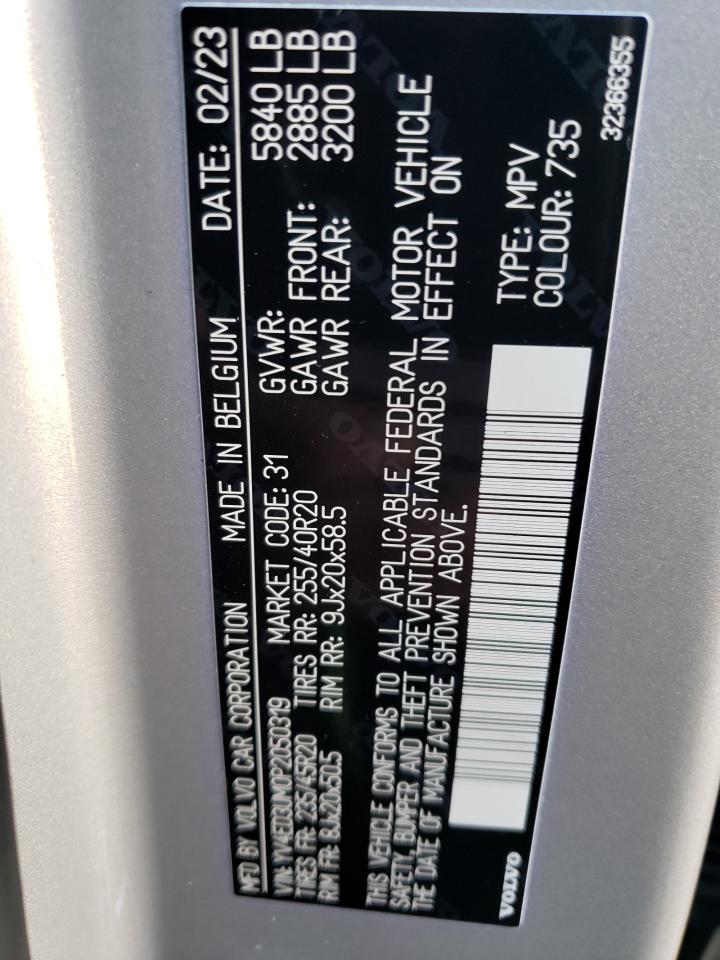 MFD BY VOLVO CAR CORPORATION MADE IN BELGIUM DATE: 02/23
VIN: YV4ED3UM0P2050319 MARKET CODE: 31 GVWR: 5840 LB
TIRES FR: 235/45R20 TIRES RR: 255/40R20 GAWR FRONT: 2885 LB
RIM FR: 8Jx20x50.5 RIM RR: 9Jx20x58.5 GAWR REAR: 3200 LB
THIS VEHICLE CONFORMS TO ALL APPLICABLE FEDERAL MOTOR VEHICLE
SAFETY, BUMPER AND THEFT PREVENTION STANDARDS IN EFFECT ON
THE DATE OF MANUFACTURE SHOWN ABOVE.
TYPE: MPV
COLOUR: 735
VOLVO
32366355